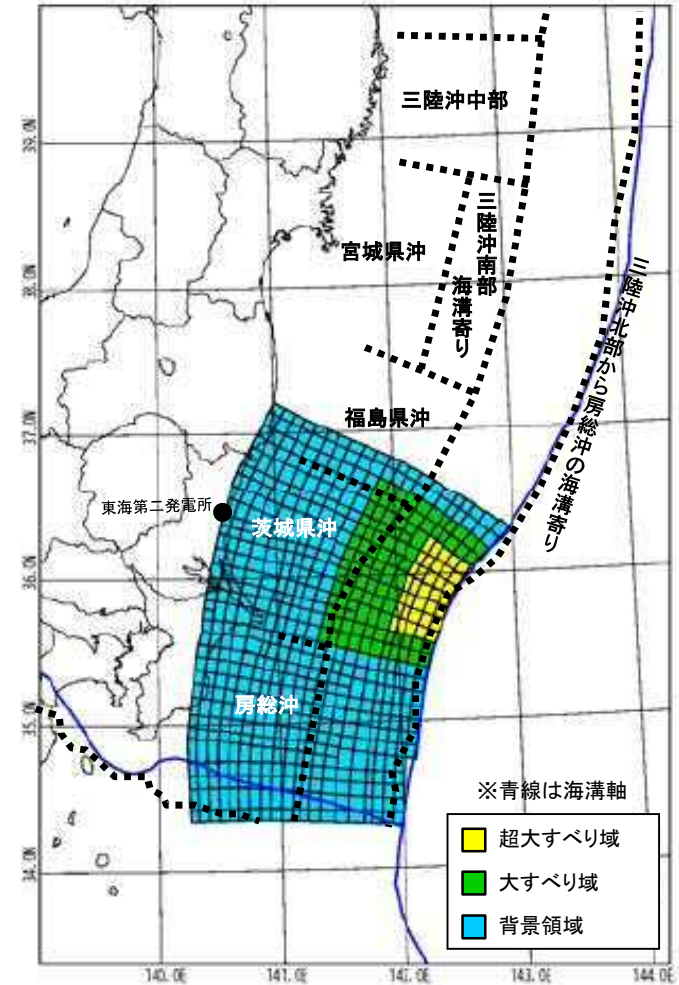 三陸沖中部
39.0N
宮城県沖
三陸沖南部
海溝寄り
38.0N
三陸沖北部から房総沖の海溝寄り
福島県沖
37.0N
東海第二発電所
茨城県沖
36.0N
房総沖
35.0N
※青線は海溝軸
超大すべり域
大すべり域
背景領域
34.0N
140.0E
141.0E
142.0E
143.0E
144.0E